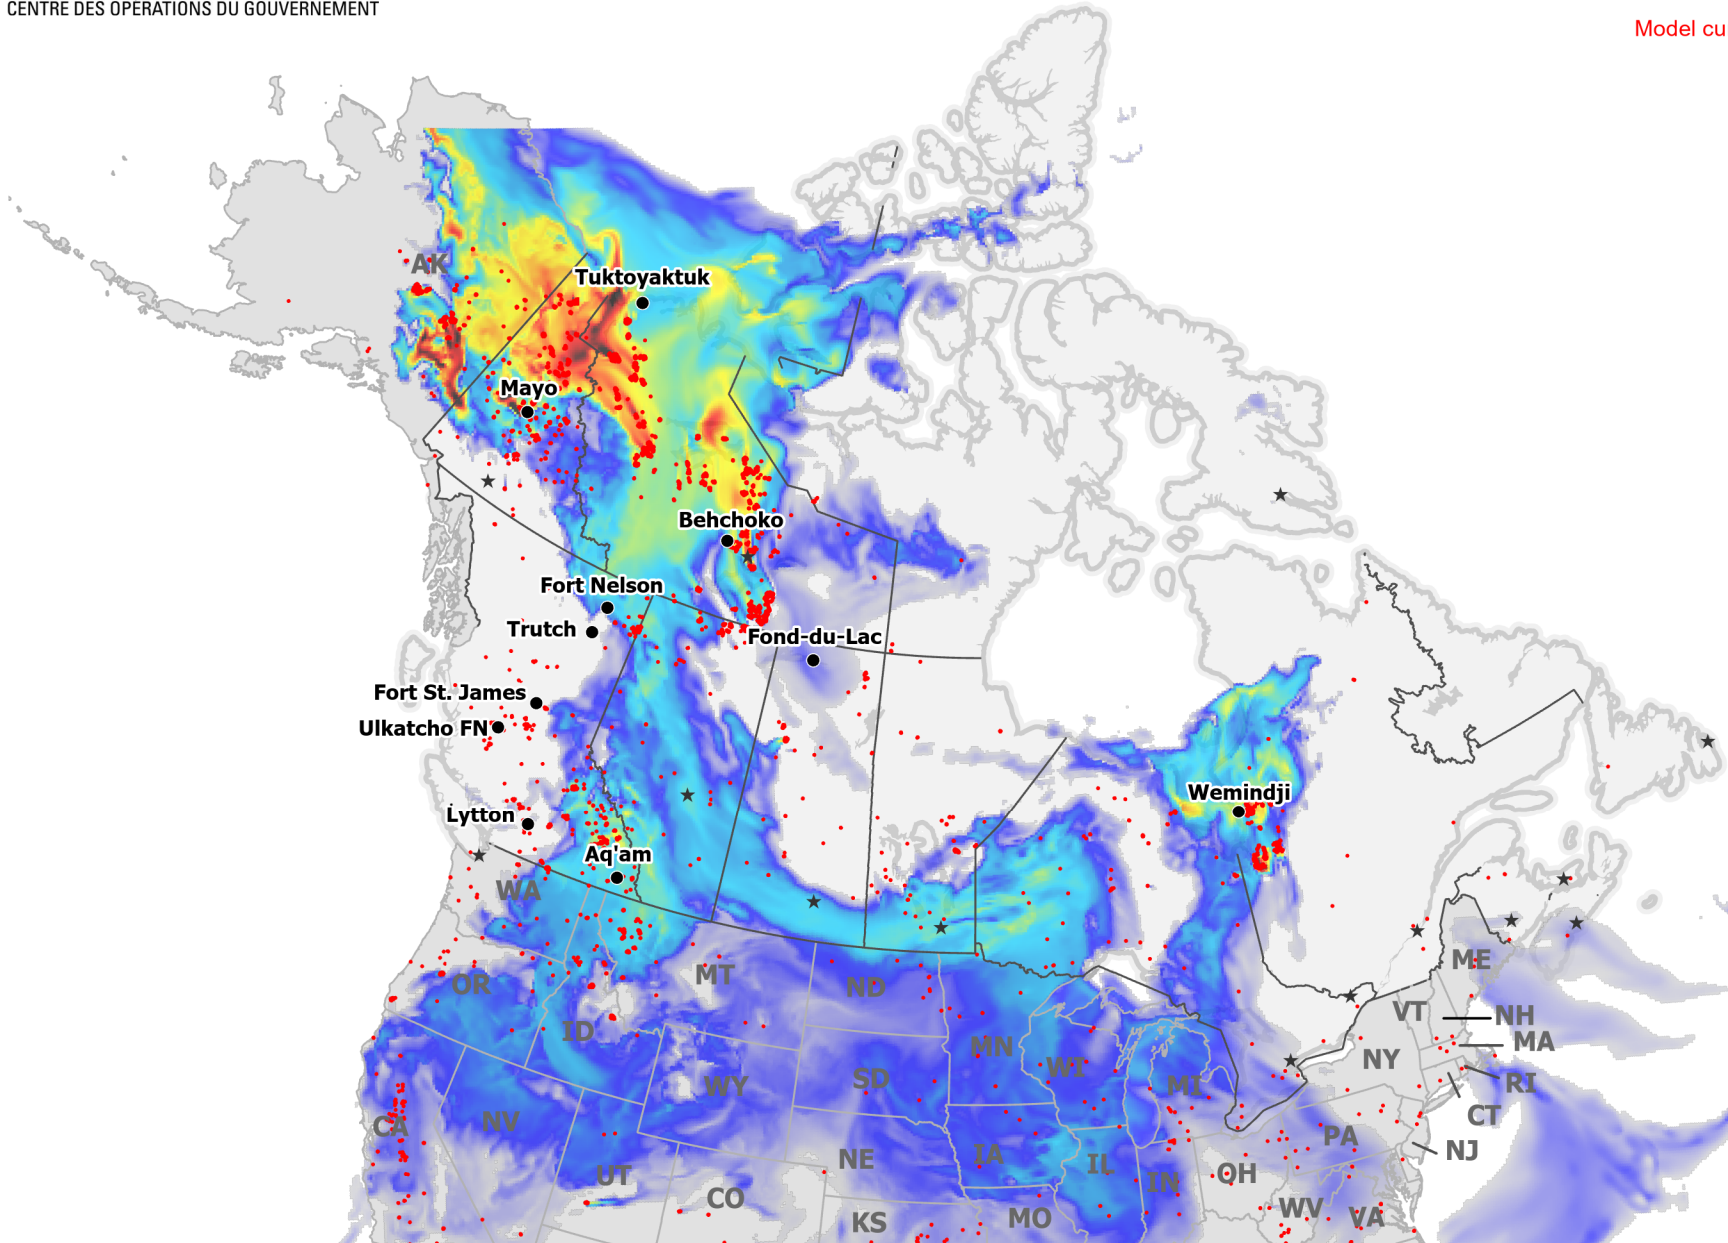 CENTRE DES OPÉRATIONS DU GOUVERNEMENT
Model cu
AK
Tuktoyaktuk
Mayo
Behchoko
Fort Nelson
Trutch
Fond-du-Lac
Fort St. James
Ulkatcho FN
Wemindji
Lytton
Aq'am
WA
ME
MT
OR
ND
VT
NH
ID
MN
MA
NY
WI
SD
WY
MI
RI
NV
CT
CA
PA
NJ
IA
NE
IL
UT
IN
OH
CO
WV
VA
MO
KS